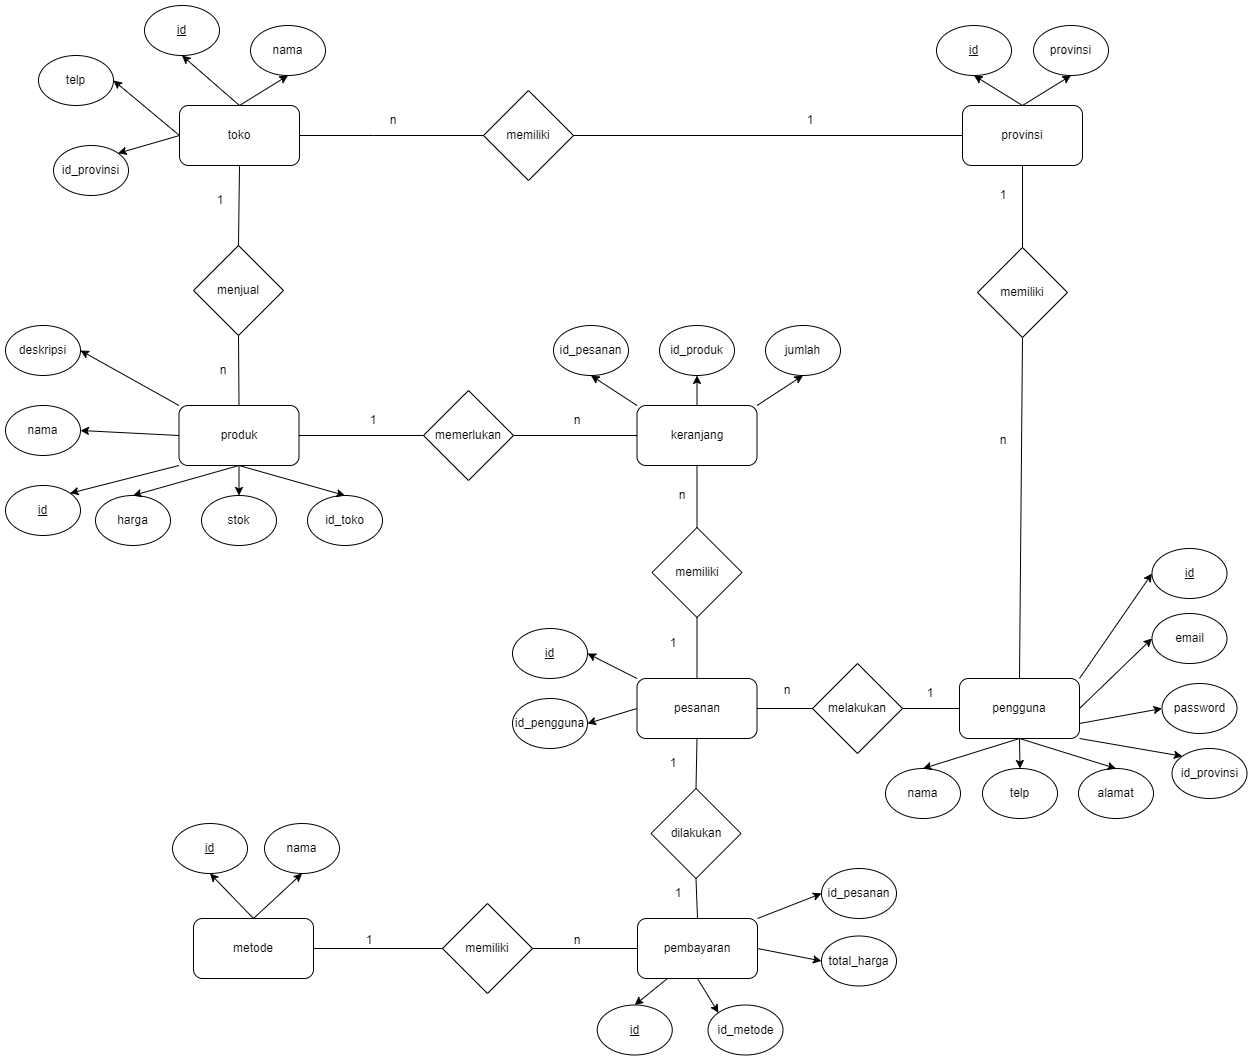 id
nama
telp
id_provinsi
toko
n
memiliki
1
id
provinsi
provinsi
1
menjual
n
1
memiliki
n
deskripsi
nama
id
harga
stok
id_toko
produk
1
memerlukan
n
id_pesanan
id_produk
jumlah
keranjang
n
memiliki
1
id
id_pengguna
pesanan
n
melakukan
1
pengguna
id
email
password
id_provinsi
nama
telp
alamat
1
dilakukan
1
id
nama
metode
1
memiliki
n
pembayaran
id_pesanan
total_harga
id
id_metode